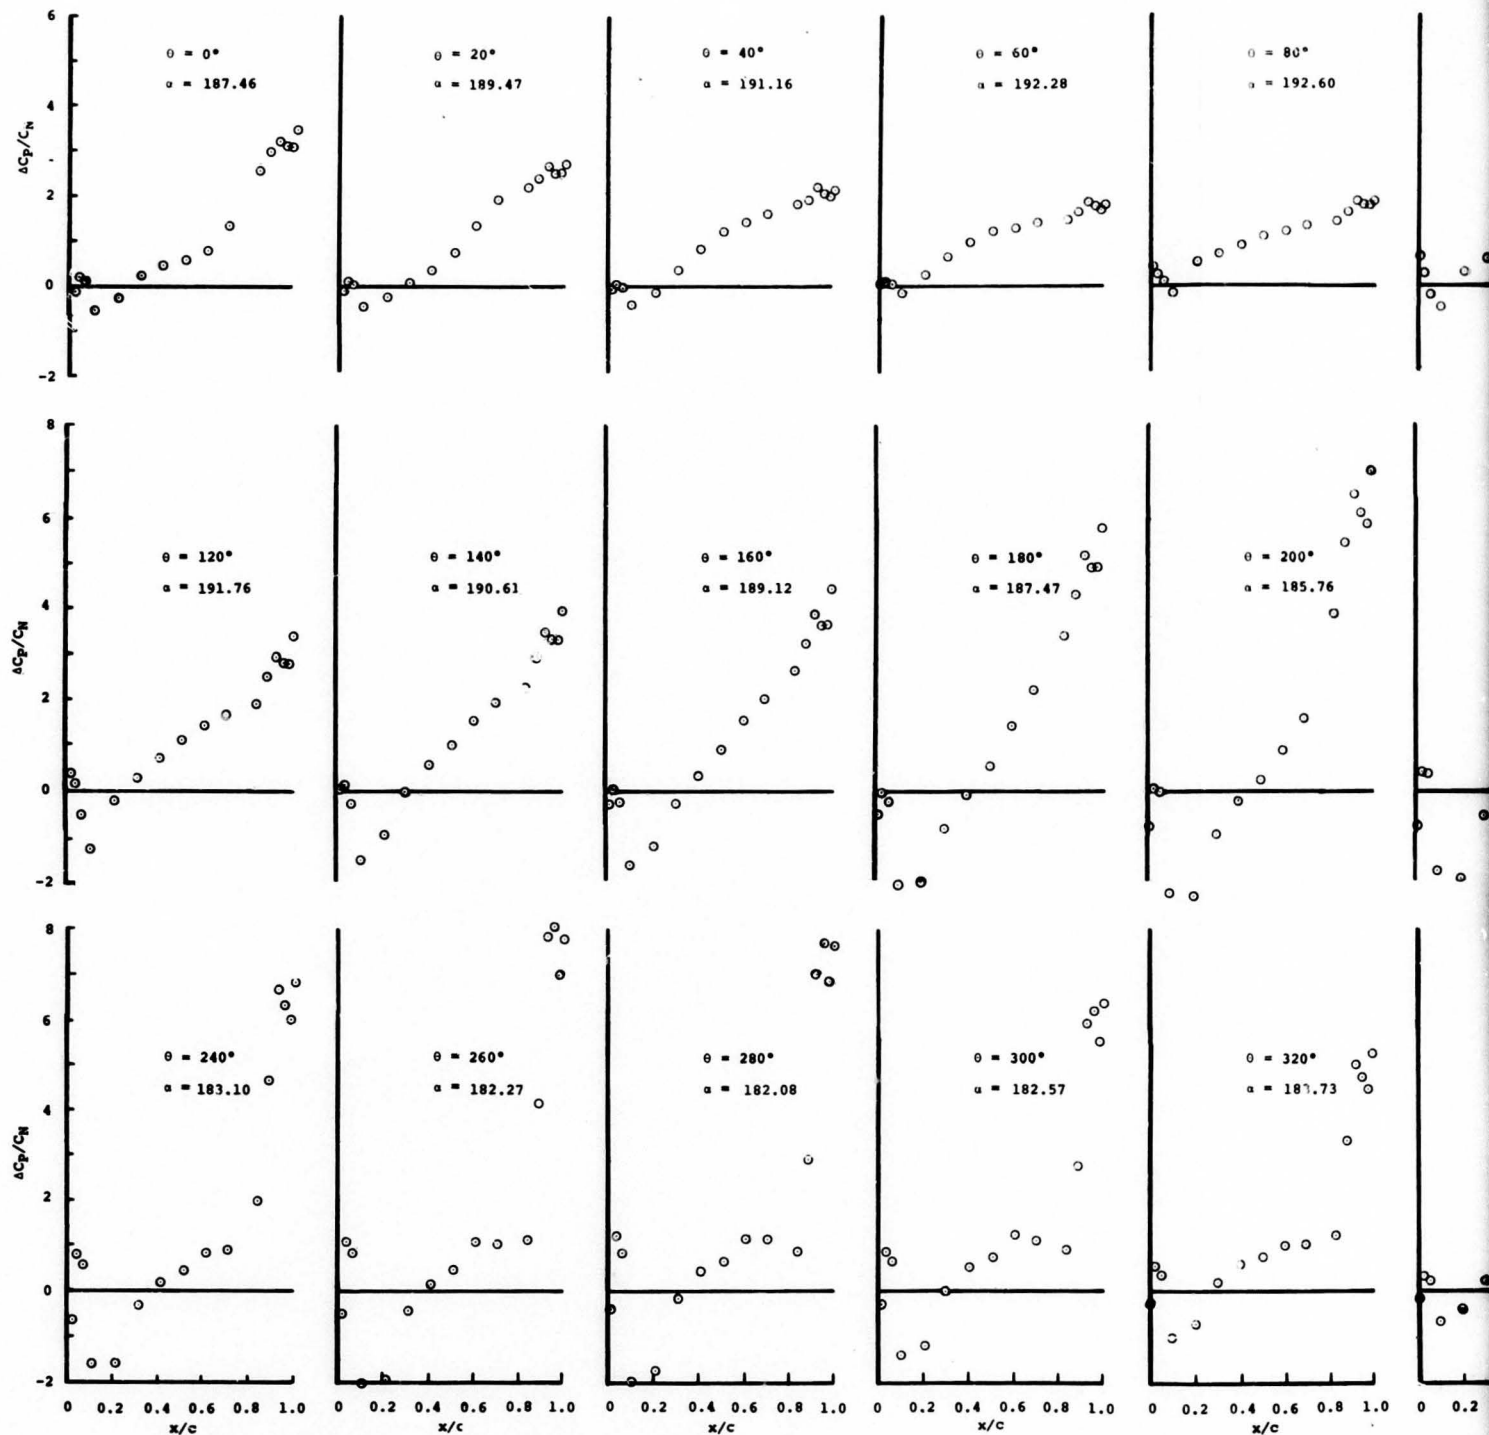 6
4
2
0
-2
ΔCp/CN
θ = 0°
α = 187.46
θ = 20°
α = 189.47
θ = 40°
α = 191.16
θ = 60°
α = 192.28
θ = 80°
α = 192.60
8
6
4
2
0
-2
ΔCp/CN
θ = 120°
α = 191.76
θ = 140°
α = 190.61
θ = 160°
α = 189.12
θ = 180°
α = 187.47
θ = 200°
α = 185.76
8
6
4
2
0
-2
ΔCp/CN
θ = 240°
α = 183.10
θ = 260°
α = 182.27
θ = 280°
α = 182.08
θ = 300°
α = 182.57
θ = 320°
α =
0 0.2 0.4 0.6 0.8 1.0
x/c
0 0.2 0.4 0.6 0.8 1.0
x/c
0 0.2 0.4 0.6 0.8 1.0
x/c
0 0.2 0.4 0.6 0.8 1.0
x/c
0 0.2 0.4 0.6 0.8 1.0
x/c
0 0.2